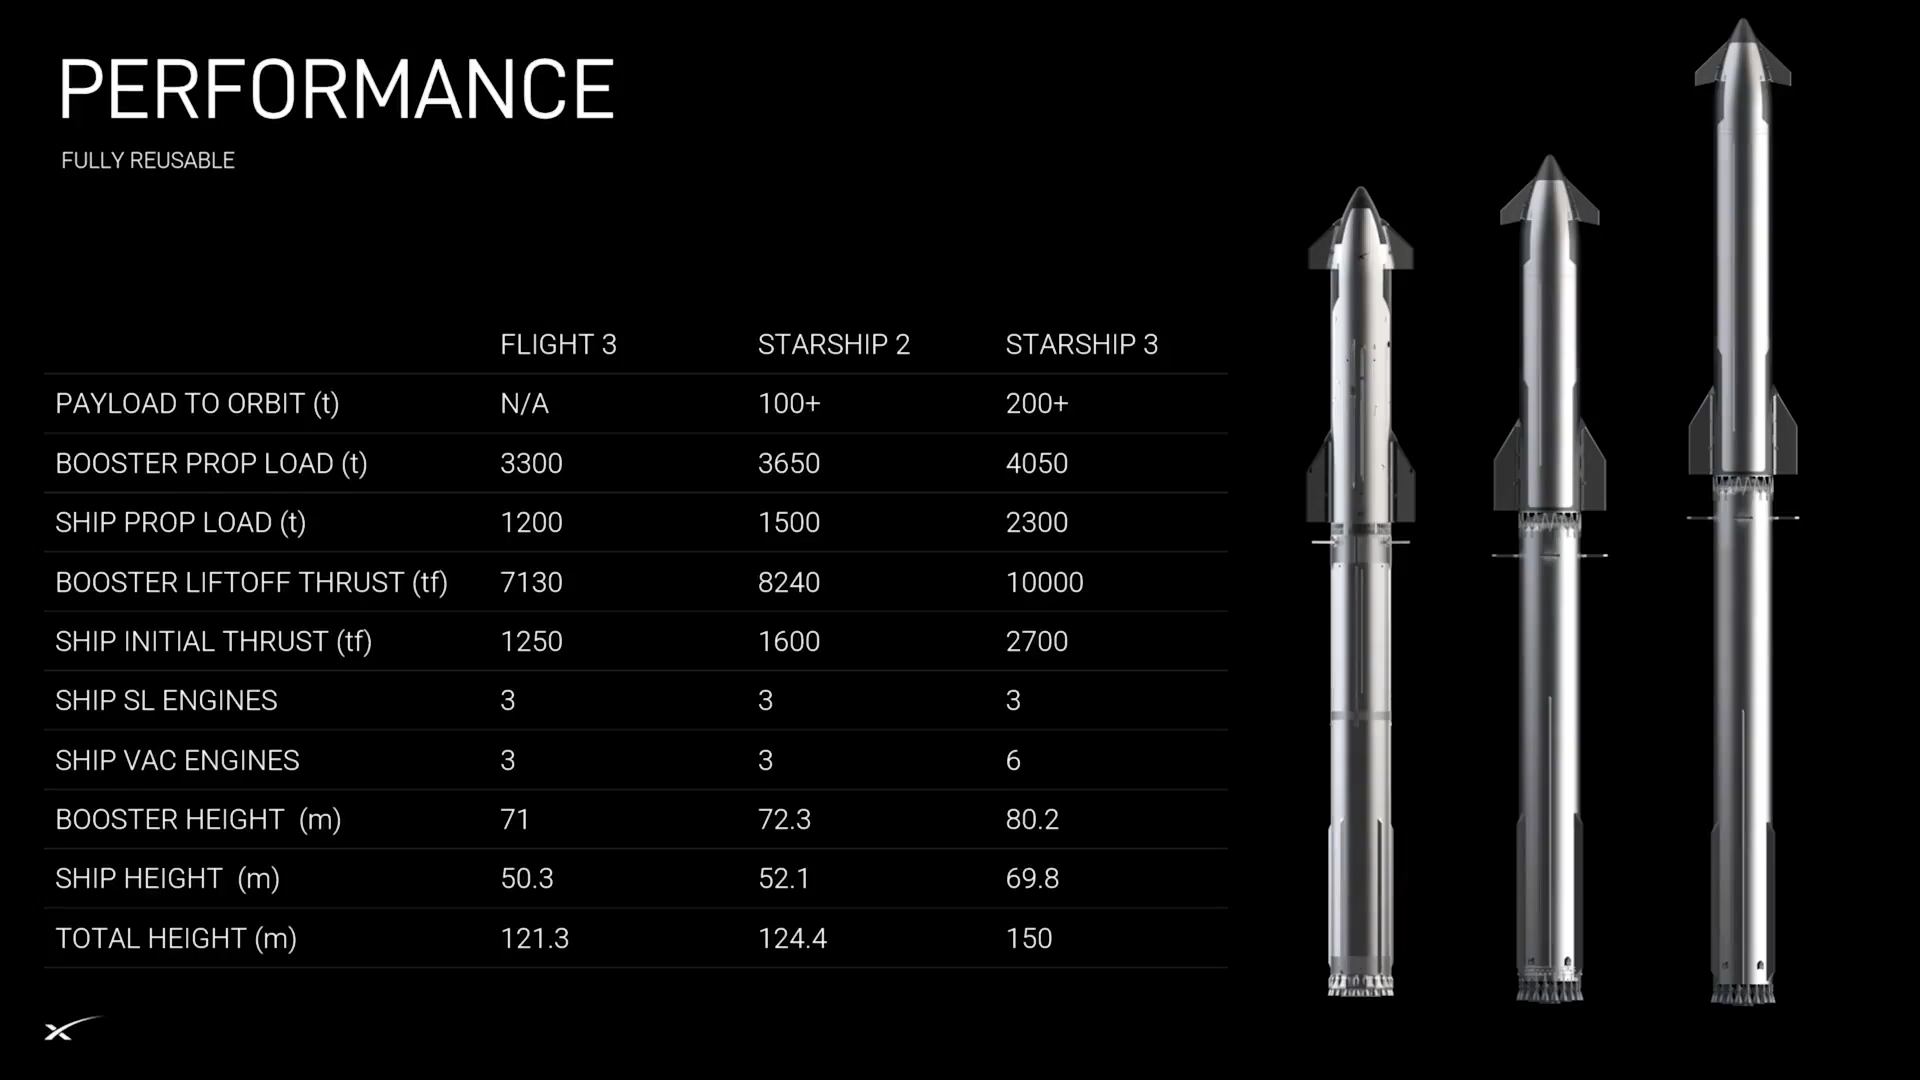 PERFORMANCE
FULLY REUSABLE
FLIGHT 3 STARSHIP 2 STARSHIP 3
PAYLOAD TO ORBIT (t) N/A 100+ 200+
BOOSTER PROP LOAD (t) 3300 3650 4050
SHIP PROP LOAD (t) 1200 1500 2300
BOOSTER LIFTOFF THRUST (tf) 7130 8240 10000
SHIP INITIAL THRUST (tf) 1250 1600 2700
SHIP SL ENGINES 3 3 3
SHIP VAC ENGINES 3 3 6
BOOSTER HEIGHT (m) 71 72.3 80.2
SHIP HEIGHT (m) 50.3 52.1 69.8
TOTAL HEIGHT (m) 121.3 124.4 150